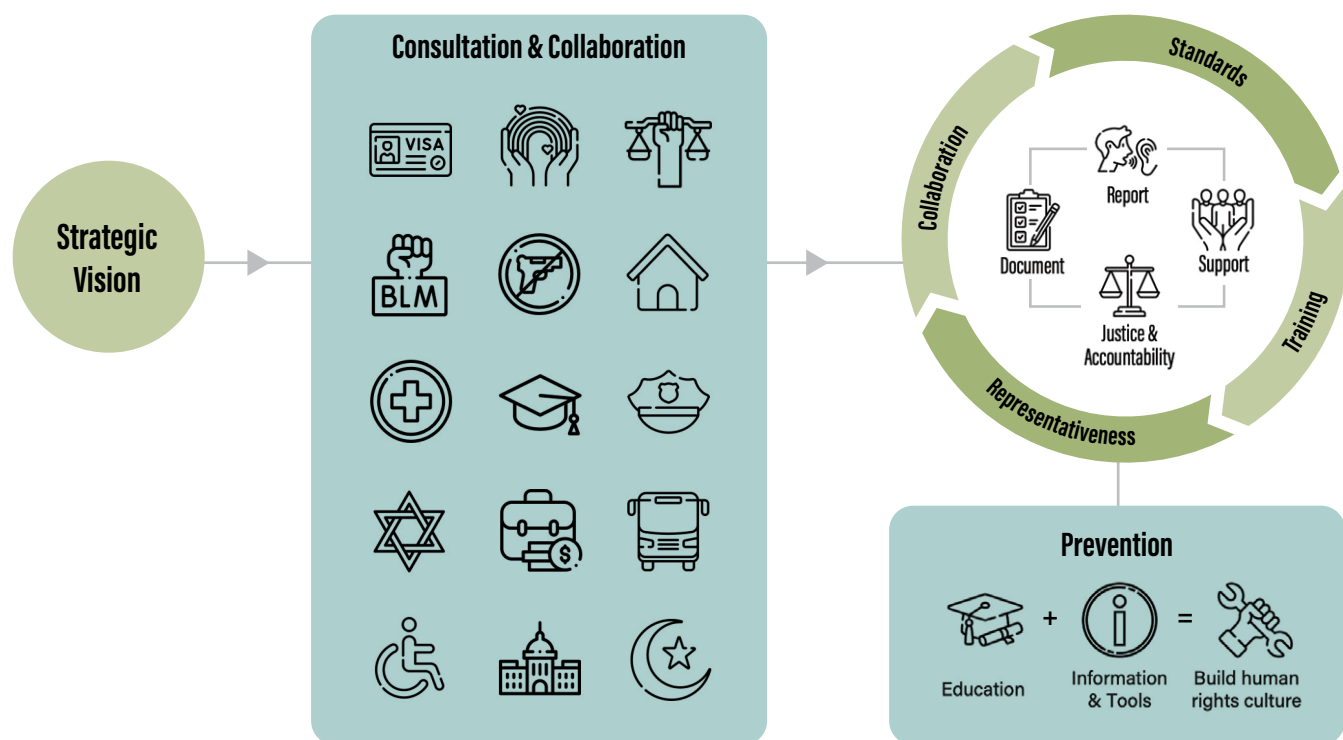 Strategic
Vision
Consultation & Collaboration
VISA
BLM
$
Collaboration
Standards
Training
Representativeness
Report
Document
Support
Justice &
Accountability
Prevention
+
=
Education
Information
& Tools
Build human
rights culture